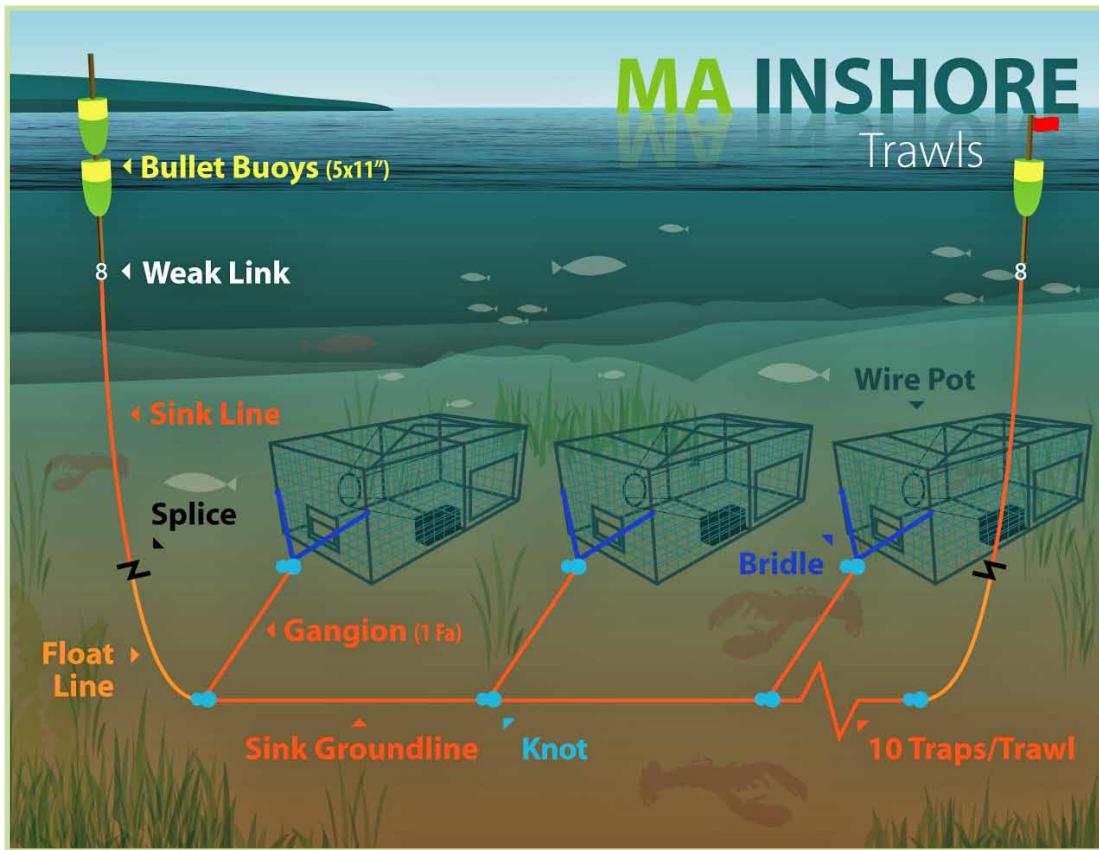 MA INSHORE
Trawls
Bullet Buoys (5x11")
8
Weak Link
8
Wire Pot
Sink Line
Splice
Bridle
Gangion (1 Fa)
Float
Line
Sink Groundline
Knot
10 Traps/Trawl